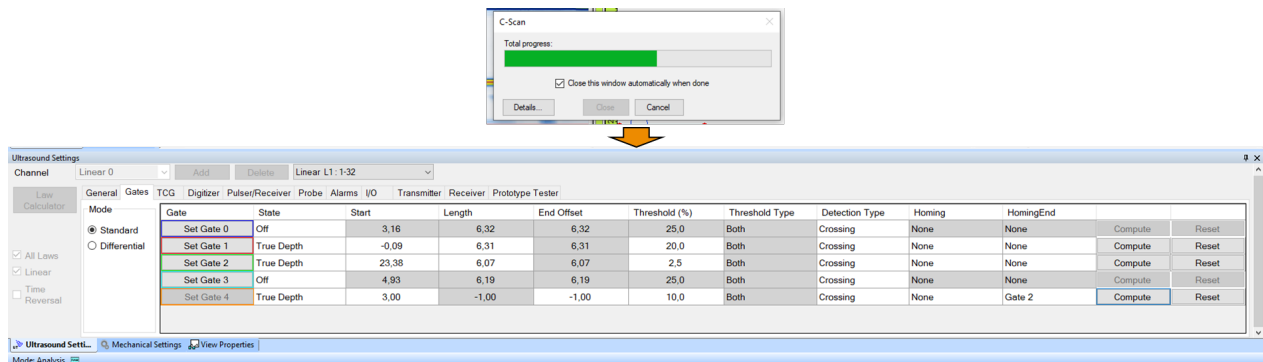 C-Scan
Total progress:
Close this window automatically when done
Details... Close Cancel
Ultrasound Settings
Channel Linear 0 Add Delete Linear L1 : 1-32
Law Calculator General Gates TCG Digitizer Pulser/Receiver Probe Alarms I/O Transmitter Receiver Prototype Tester
Mode Gate State Start Length End Offset Threshold (%) Threshold Type Detection Type Homing HomingEnd
Standard Set Gate 0 Off 3,16 6,32 6,32 25,0 Both Crossing None None Compute Reset
Differential Set Gate 1 True Depth -0,09 6,31 6,31 20,0 Both Crossing None None Compute Reset
All Laws Set Gate 2 True Depth 23,38 6,07 6,07 2,5 Both Crossing None None Compute Reset
Linear Set Gate 3 Off 4,93 6,19 6,19 25,0 Both Crossing None None Compute Reset
Time Reversal Set Gate 4 True Depth 3,00 -1,00 -1,00 10,0 Both Crossing None Gate 2 Compute Reset
Ultrasound Setti... Mechanical Settings View Properties
Mode: Analysis